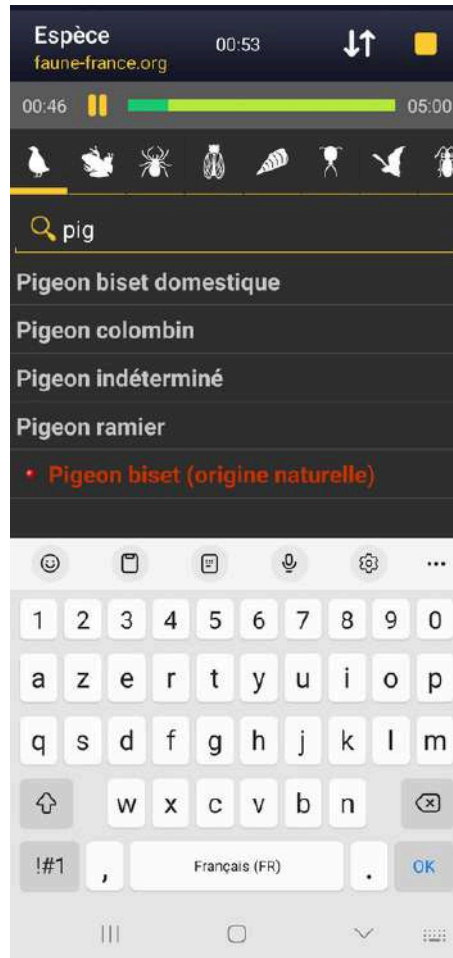 Espèce
00:53
faune-france.org
00:46
05:00
pig
Pigeon biset domestique
Pigeon colombin
Pigeon indéterminé
Pigeon ramier
Pigeon biset (origine naturelle)
1 2 3 4 5 6 7 8 9 0
a z e r t y u i o p
q s d f g h j k l m
w x c v b n
!#1 , Français (FR) . OK